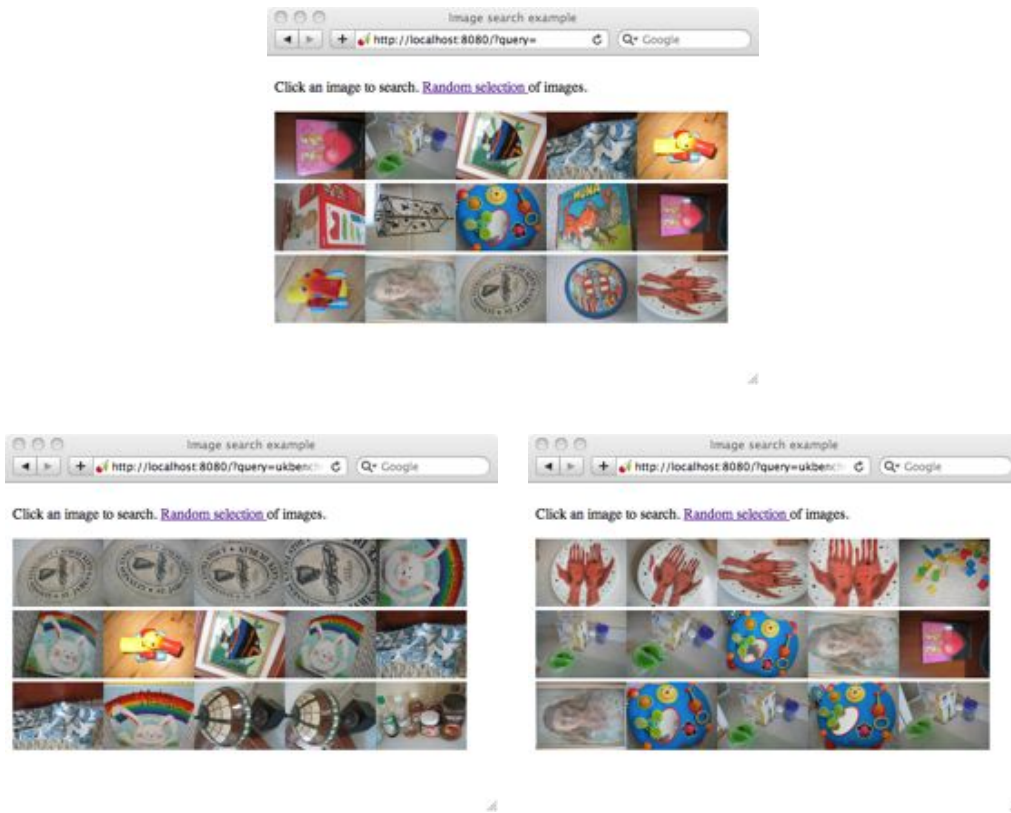 Image search example
http://localhost:8080/?query=
Google
Click an image to search. Random selection of images.
Image search example
http://localhost:8080/?query=ukbench
Google
Click an image to search. Random selection of images.
Image search example
http://localhost:8080/?query=ukbench
Google
Click an image to search. Random selection of images.